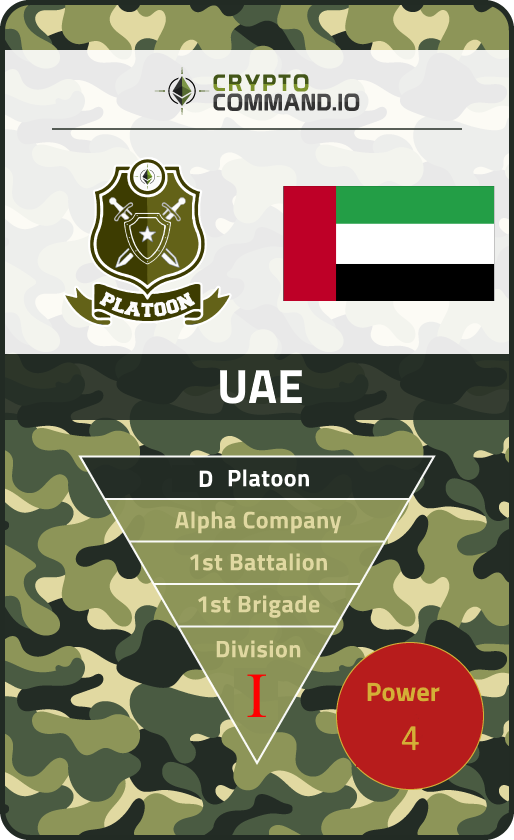 CRYPTO
COMMAND.IO
PLATOON
UAE
D Platoon
Alpha Company
1st Battalion
1st Brigade
Division
I
Power
4